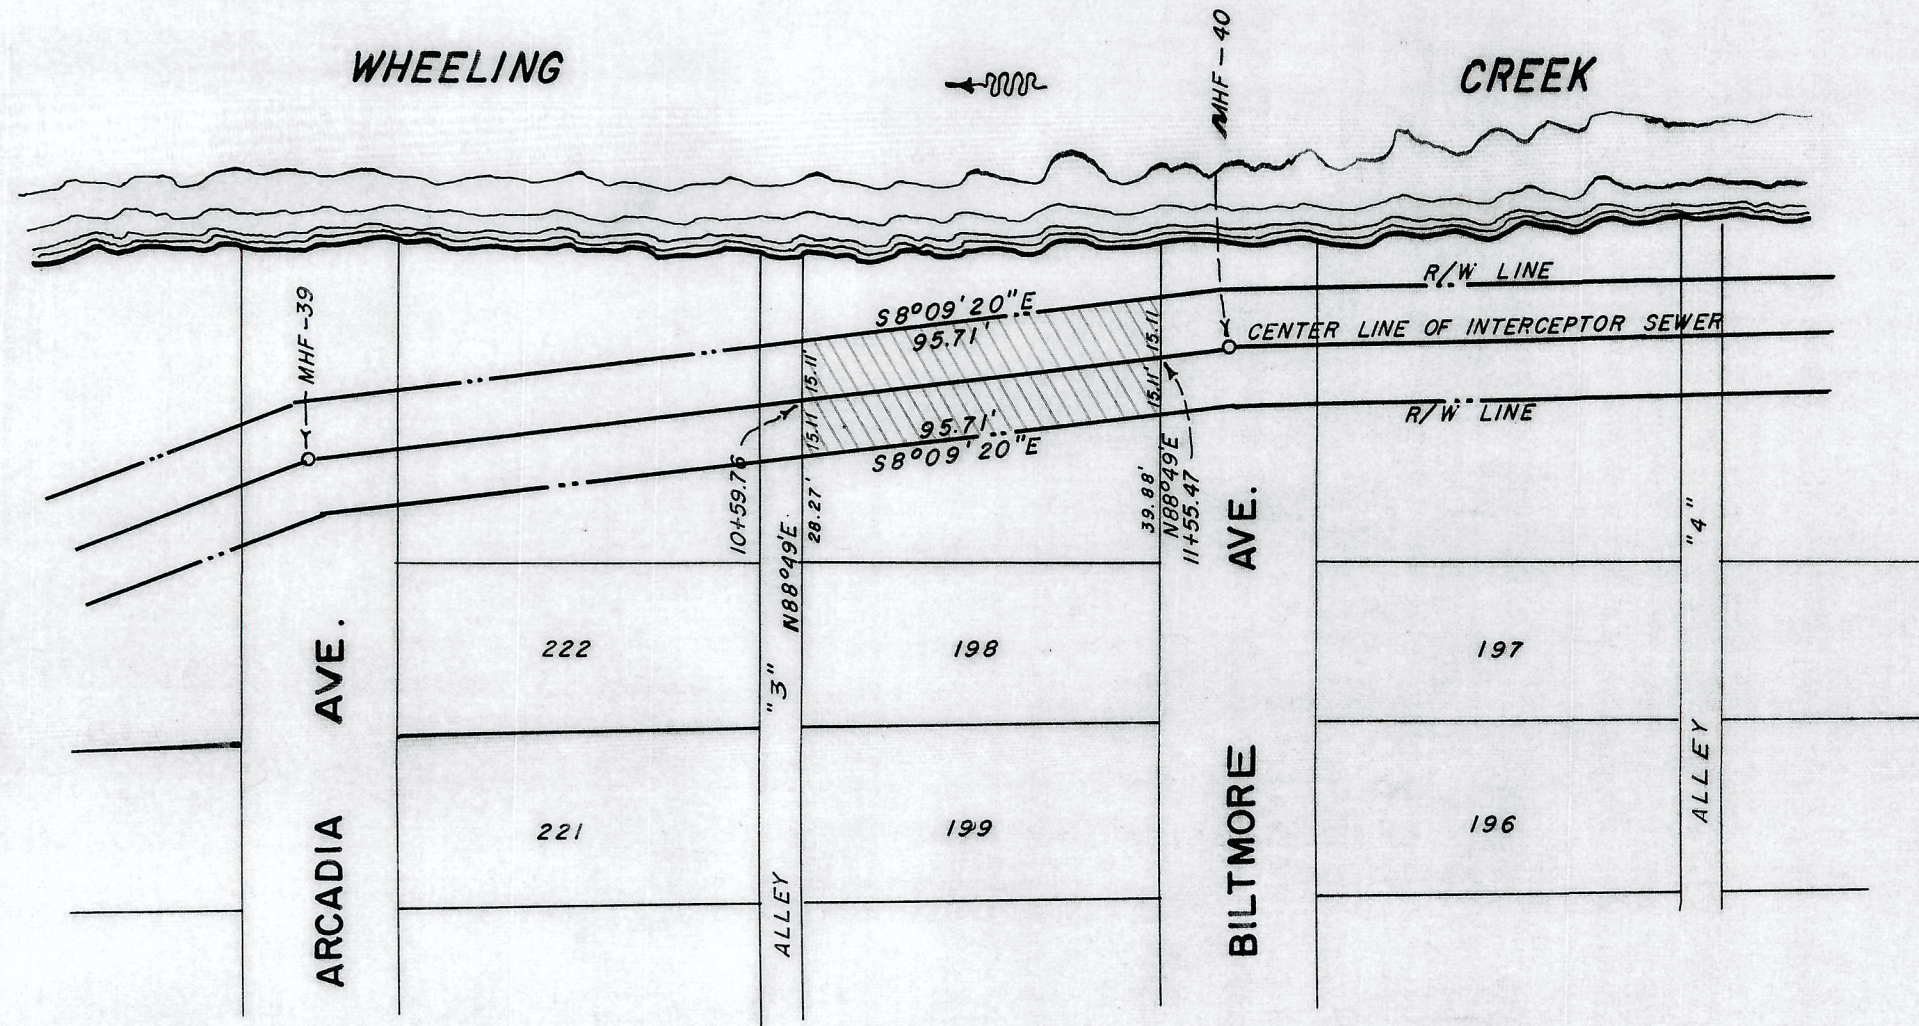 WHEELING
CREEK
MHF-40
MHF-39
R/W LINE
S 8°09'20"E
95.71'
CENTER LINE OF INTERCEPTOR SEWER
15.11'
15.11
15.11
15.11'
95.71'
S 8°09'20"E
R/W LINE
10+59.76
28.27'
N88°49'E
39.88'
N88°49'E
11+55.47
ARCADIA AVE.
ALLEY "3"
BILTMORE AVE.
ALLEY "4"
222
198
197
221
199
196